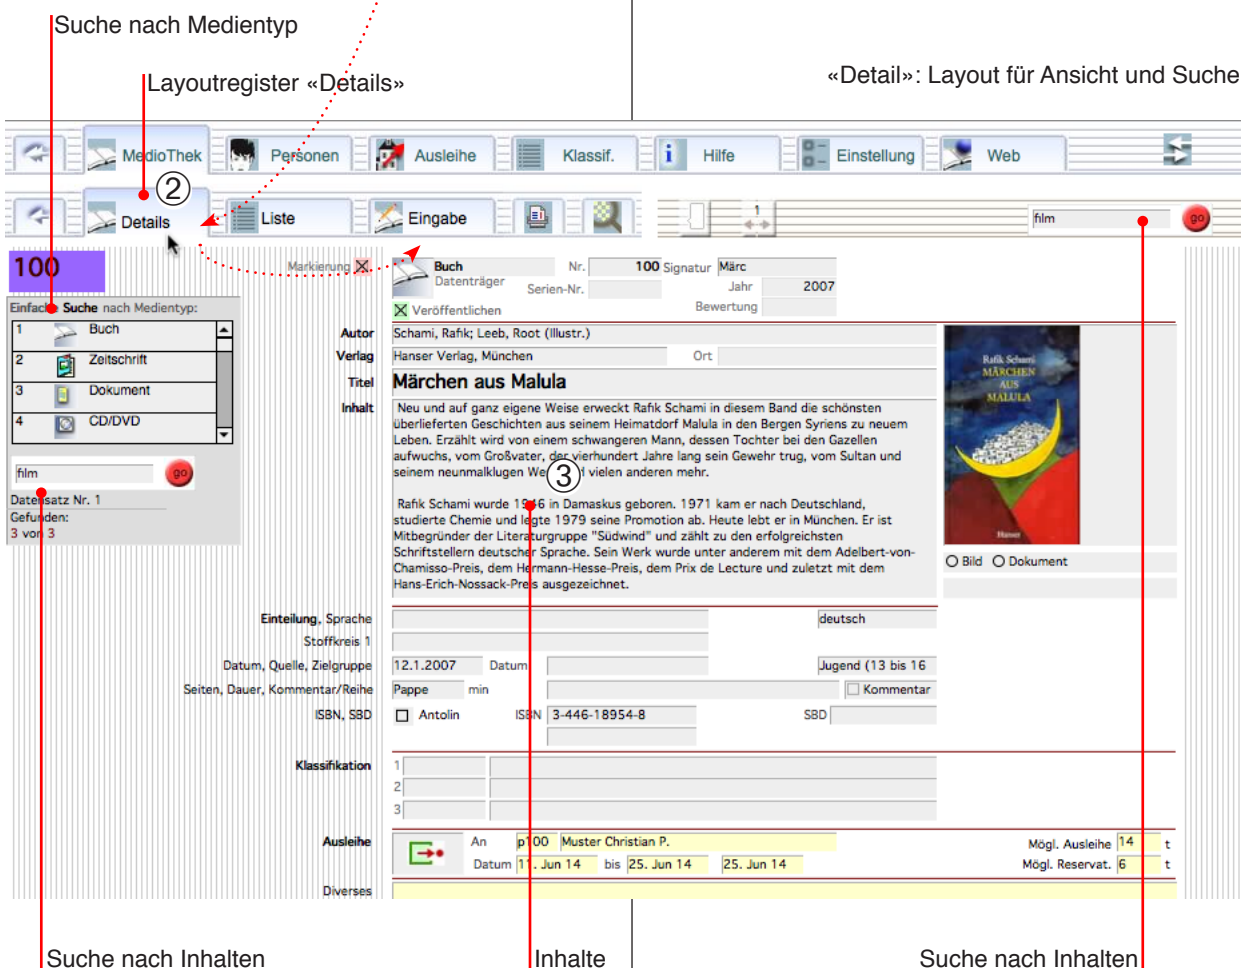 Suche nach Medientyp
Layoutregister «Details»
«Detail»: Layout für Ansicht und Suche
MedioThek
Personen
Ausleihe
Klassif.
Hilfe
Einstellung
Web
2
Details
Liste
Eingabe
1
film
go
100
Markierung
Buch
Nr. 100 Signatur Märc
Datenträger
Serien-Nr.
Jahr 2007
Veröffentlichen
Bewertung
Einfache Suche nach Medientyp:
1 Buch
2 Zeitschrift
3 Dokument
4 CD/DVD
film
go
Datensatz Nr. 1
Gefunden:
3 von 3
Autor Schami, Rafik; Leeb, Root (Illustr.)
Verlag Hanser Verlag, München Ort
Titel Märchen aus Malula
Inhalt Neu und auf ganz eigene Weise erweckt Rafik Schami in diesem Band die schönsten
überlieferten Geschichten aus seinem Heimatdorf Malula in den Bergen Syriens zu neuem
Leben. Erzählt wird von einem schwangeren Mann, dessen Tochter bei den Gazellen
aufwuchs, vom Großvater, der vierhundert Jahre lang sein Gewehr trug, vom Sultan und
seinem neunmalklugen vielen anderen mehr.
3
Rafik Schami wurde 1946 in Damaskus geboren. 1971 kam er nach Deutschland,
studierte Chemie und legte 1979 seine Promotion ab. Heute lebt er in München. Er ist
Mitbegründer der Literaturgruppe "Südwind" und zählt zu den erfolgreichsten
Schriftstellern deutscher Sprache. Sein Werk wurde unter anderem mit dem Adelbert-von-
Chamisso-Preis, dem Hermann-Hesse-Preis, dem Prix de Lecture und zuletzt mit dem
Hans-Erich-Nossack-Preis ausgezeichnet.
Rafik Schami
MÄRCHEN
AUS
MALULA
Hanser
Bild Dokument
Einteilung, Sprache deutsch
Stoffkreis 1
Datum, Quelle, Zielgruppe 12.1.2007 Datum Jugend (13 bis 16
Seiten, Dauer, Kommentar/Reihe Pappe min Kommentar
ISBN, SBD Antolin ISBN 3-446-18954-8 SBD
Klassifikation 1
2
3
Ausleihe An p100 Muster Christian P. Mögl. Ausleihe 14 t
Datum 11. Jun 14 bis 25. Jun 14 25. Jun 14 Mögl. Reservat. 6 t
Diverses
Suche nach Inhalten
Inhalte
Suche nach Inhalten